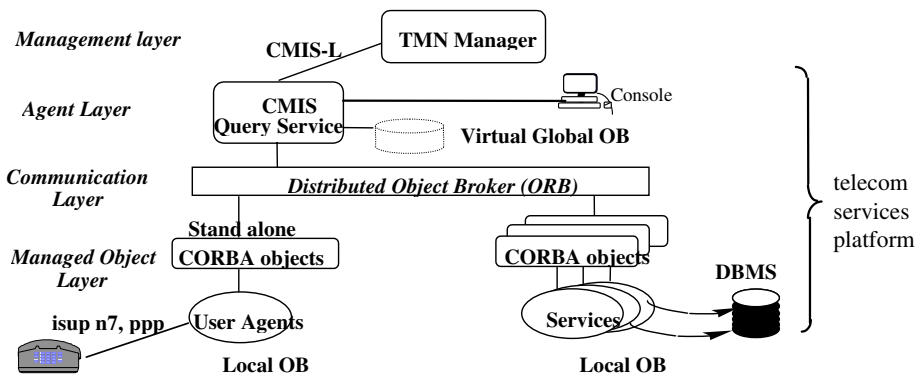 Management layer
TMN Manager
CMIS-L
Agent Layer
CMIS
Query Service
Console
Virtual Global OB
Communication
Layer
Distributed Object Broker (ORB)
telecom
services
platform
Stand alone
CORBA objects
CORBA objects
Managed Object
Layer
DBMS
isup n7, ppp
User Agents
Services
Local OB
Local OB